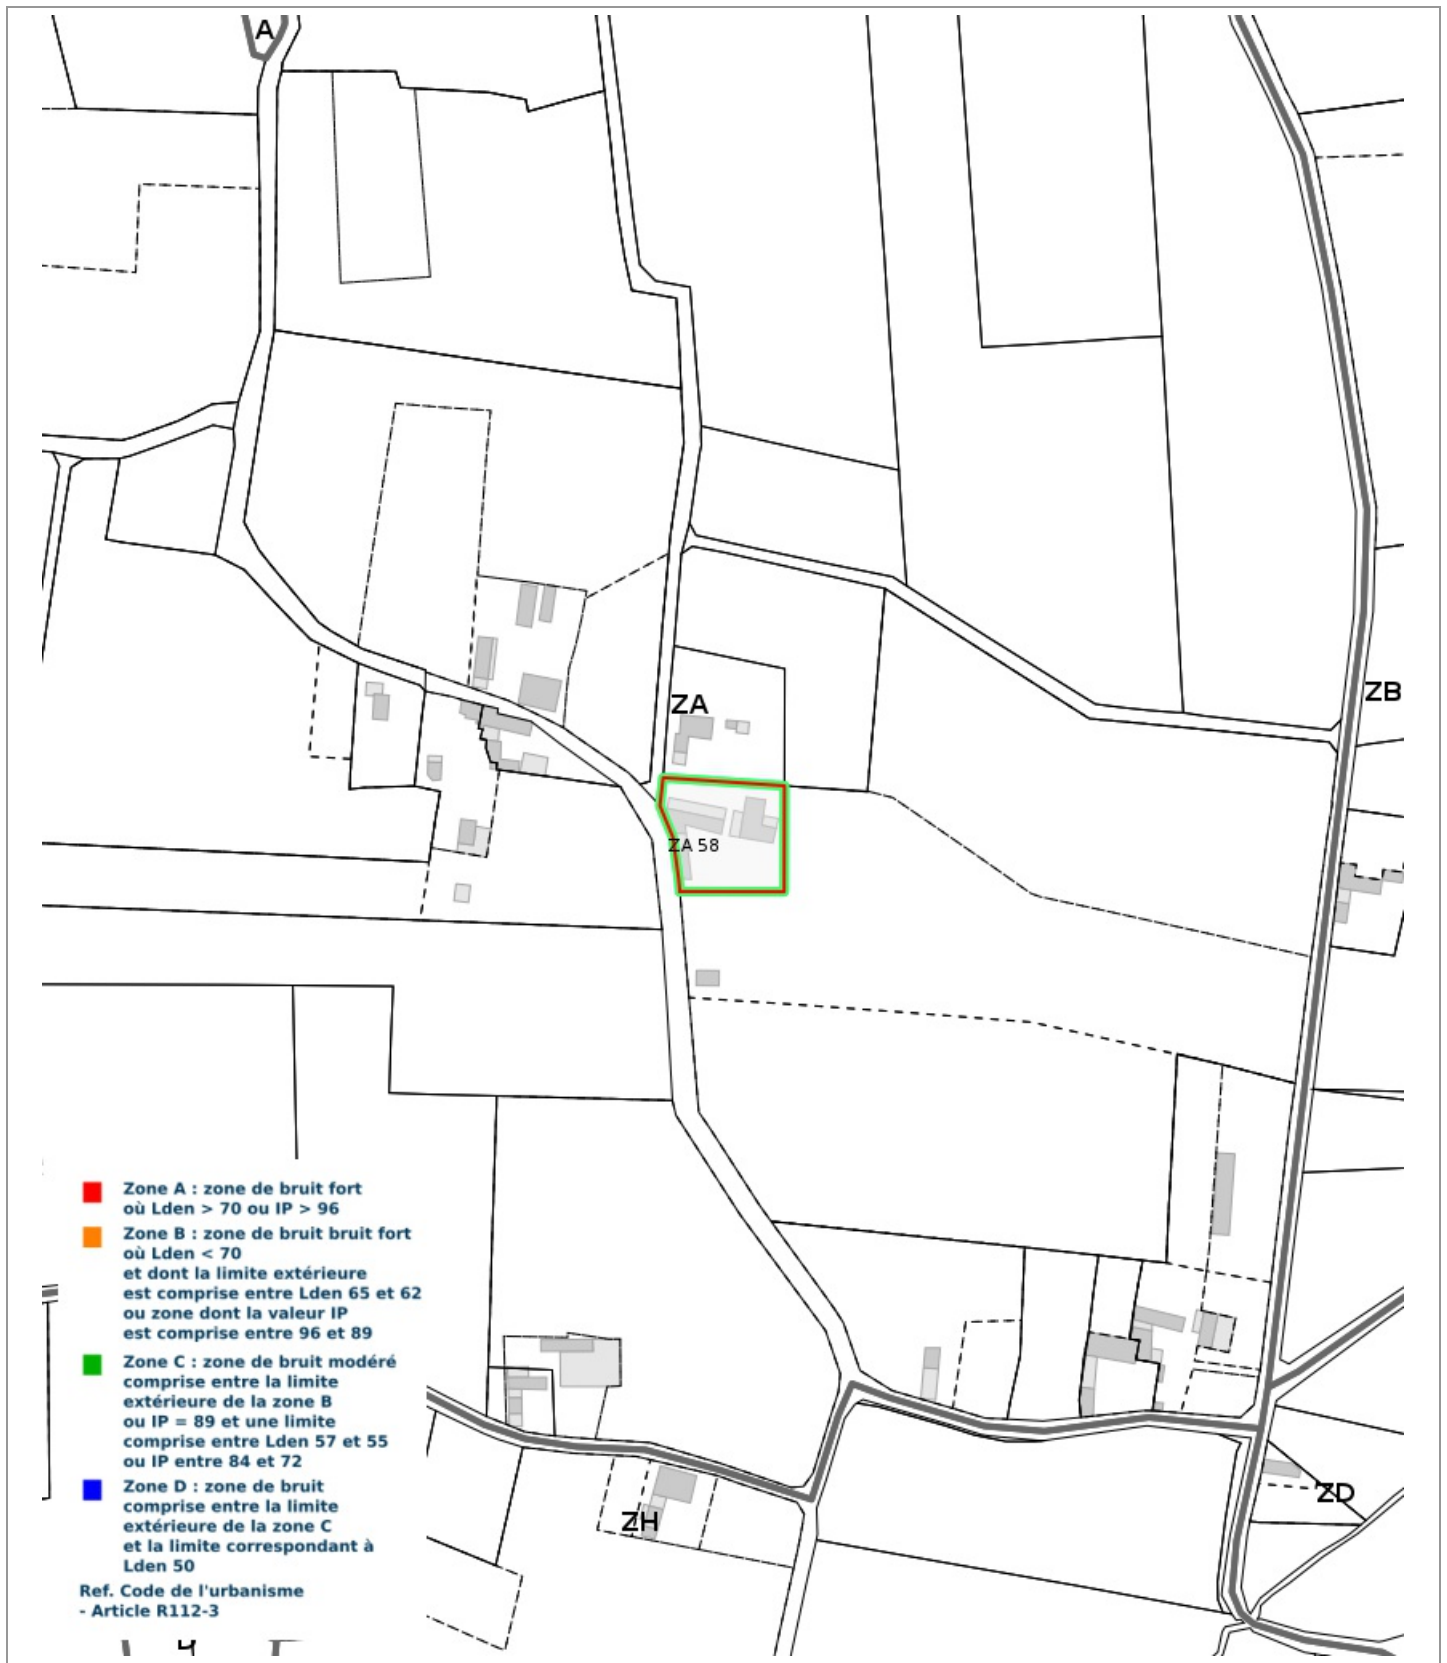 A
ZB
ZA
ZA 58
Zone A : zone de bruit fort
où Lden > 70 ou IP > 96
Zone B : zone de bruit bruit fort
où Lden < 70
et dont la limite extérieure
est comprise entre Lden 65 et 62
ou zone dont la valeur IP
est comprise entre 96 et 89
Zone C : zone de bruit modéré
comprise entre la limite
extérieure de la zone B
ou IP = 89 et une limite
comprise entre Lden 57 et 55
ou IP entre 84 et 72
Zone D : zone de bruit
comprise entre la limite
extérieure de la zone C
et la limite correspondant à
Lden 50
Ref. Code de l'urbanisme
- Article R112-3
ZD
ZH